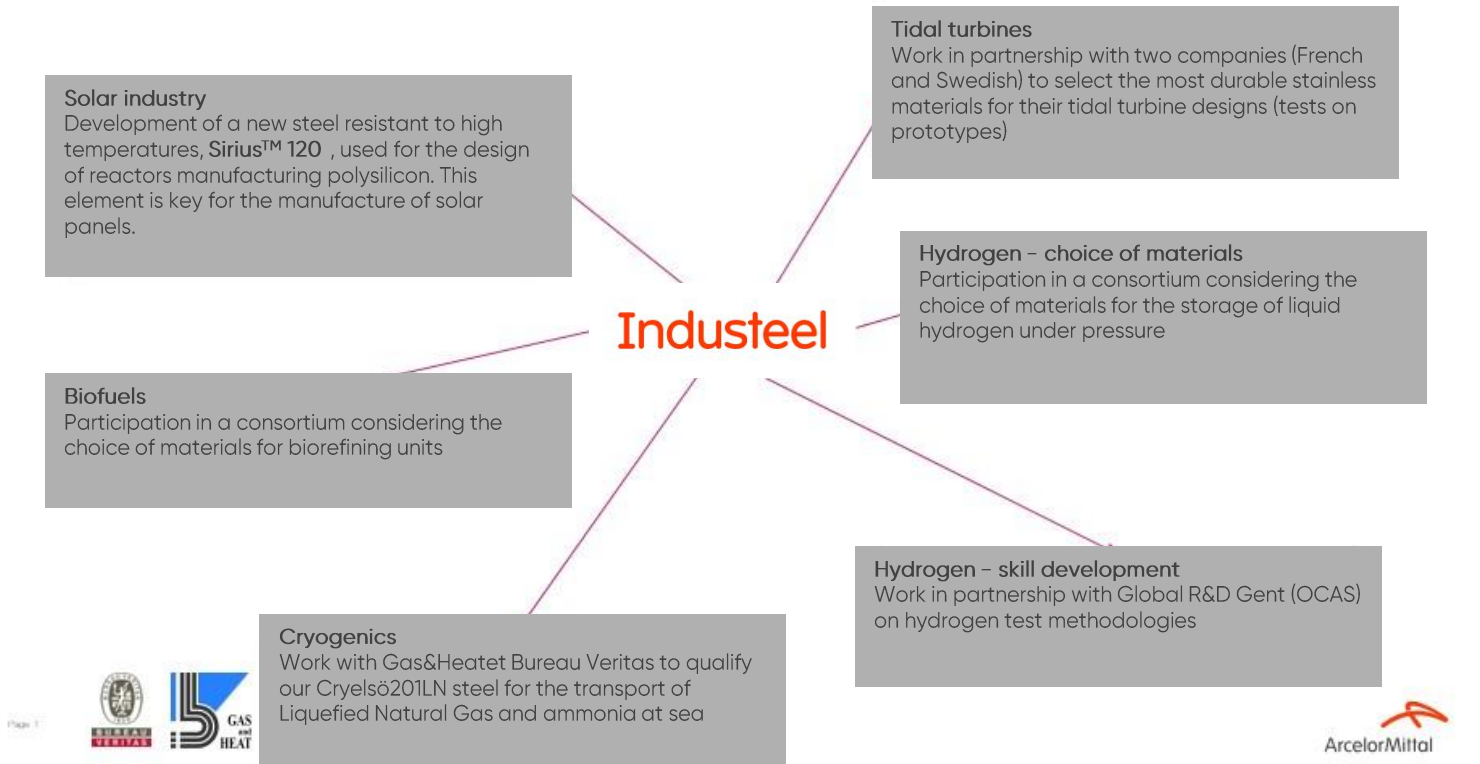 Tidal turbines
Work in partnership with two companies (French
and Swedish) to select the most durable stainless
materials for their tidal turbine designs (tests on
prototypes)
Solar industry
Development of a new steel resistant to high
temperatures, Sirius™ 120 , used for the design
of reactors manufacturing polysilicon. This
element is key for the manufacture of solar
panels.
Hydrogen – choice of materials
Participation in a consortium considering the
choice of materials for the storage of liquid
hydrogen under pressure
Industeel
Biofuels
Participation in a consortium considering the
choice of materials for biorefining units
Hydrogen – skill development
Work in partnership with Global R&D Gent (OCAS)
on hydrogen test methodologies
Cryogenics
Work with Gas&Heatet Bureau Veritas to qualify
our Cryelsö201LN steel for the transport of
Liquefied Natural Gas and ammonia at sea
Page 1
BUREAU
VERITAS
GAS
and
HEAT
ArcelorMittal